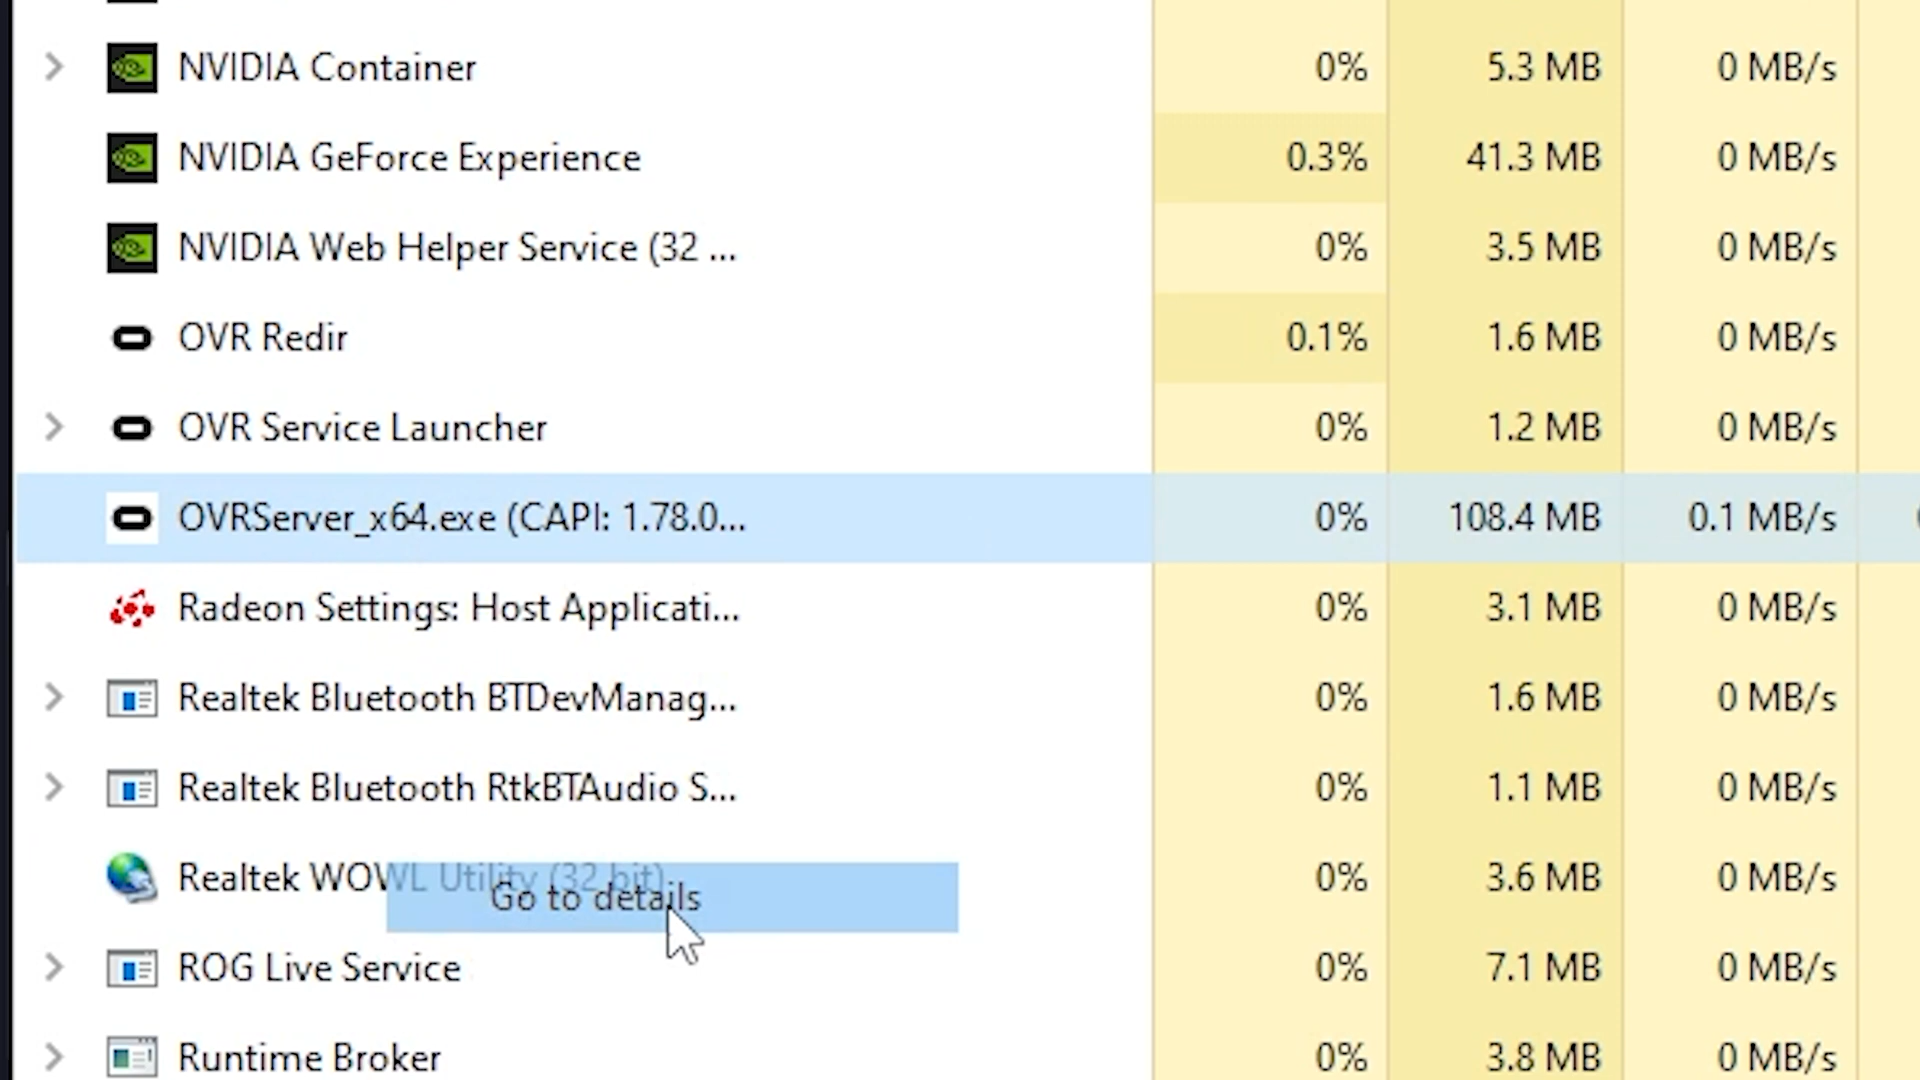 NVIDIA Container 0% 5.3 MB 0 MB/s
NVIDIA GeForce Experience 0.3% 41.3 MB 0 MB/s
NVIDIA Web Helper Service (32 ... 0% 3.5 MB 0 MB/s
OVR Redir 0.1% 1.6 MB 0 MB/s
OVR Service Launcher 0% 1.2 MB 0 MB/s
OVRServer_x64.exe (CAPI: 1.78.0... 0% 108.4 MB 0.1 MB/s
Radeon Settings: Host Applicati... 0% 3.1 MB 0 MB/s
Realtek Bluetooth BTDevManag... 0% 1.6 MB 0 MB/s
Realtek Bluetooth RtkBTAudio S... 0% 1.1 MB 0 MB/s
Realtek WOWL Utility (32 bit) 0% 3.6 MB 0 MB/s
Go to details
ROG Live Service 0% 7.1 MB 0 MB/s
Runtime Broker 0% 3.8 MB 0 MB/s